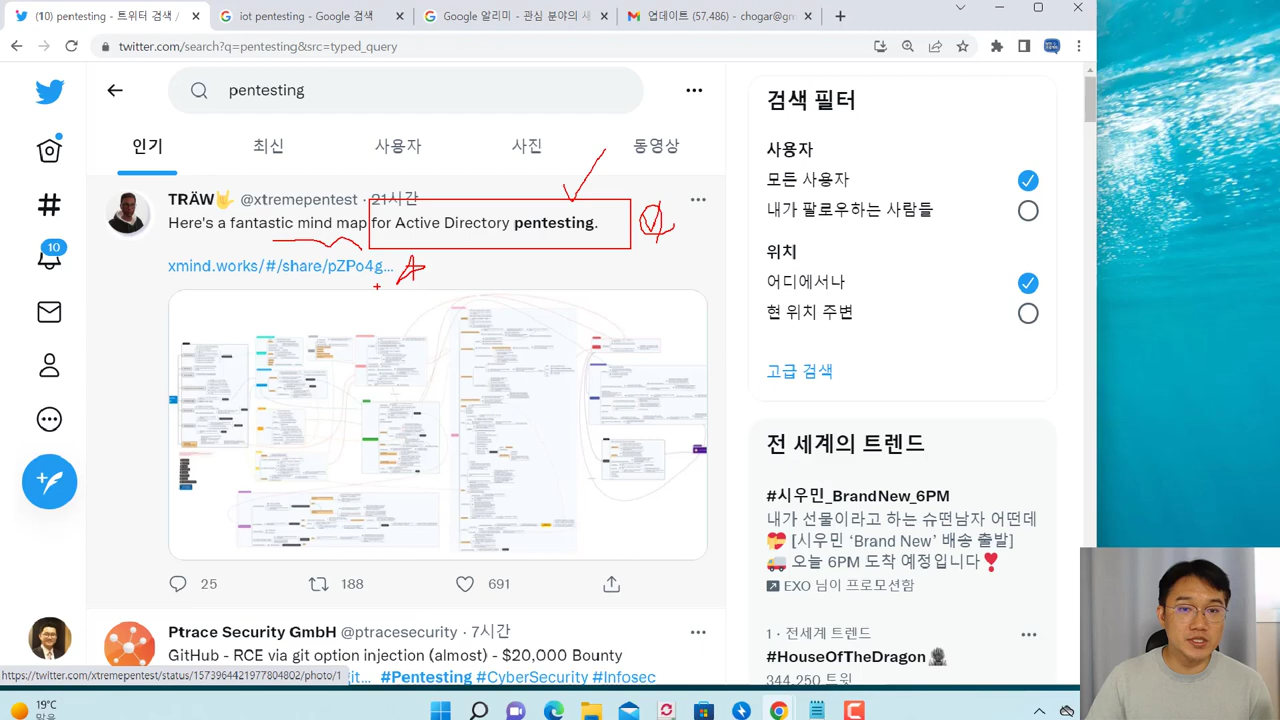 (10) pentesting - 트위터 검색 /
iot pentesting - Google 검색
Google 알리미 - 관심 분야의 새
업데이트 (57,486) - chogar@gr
twitter.com/search?q=pentesting&src=typed_query
pentesting
인기
최신
사용자
사진
동영상
TRÄW🤘 @xtremepentest · 21시간
Here's a fantastic mind map for Active Directory pentesting.
xmind.works/#/share/pZPo4g...
Q
A
25
188
691
Ptrace Security GmbH @ptracesecurity · 7시간
GitHub - RCE via git option injection (almost) - $20,000 Bounty
#Pentesting #CyberSecurity #Infosec
10
https://twitter.com/xtremepentest/status/1573964421977804802/photo/1
검색 필터
사용자
모든 사용자
내가 팔로우하는 사람들
위치
어디에서나
현 위치 주변
고급 검색
전 세계의 트렌드
#시우민_BrandNew_6PM
내가 선물이라고 하는 슈떤남자 어떤데
💝 [시우민 ‘Brand New’ 배송 출발]
🚚 오늘 6PM 도착 예정입니다❣️
EXO 님이 프로모션함
1 · 전세계 트렌드
#HouseOfTheDragon
344,250 트윗
19°C
맑음